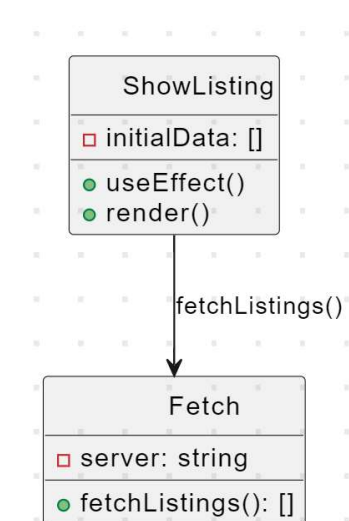 ShowListing
initialData: []
useEffect()
render()
fetchListings()
Fetch
server: string
fetchListings(): []